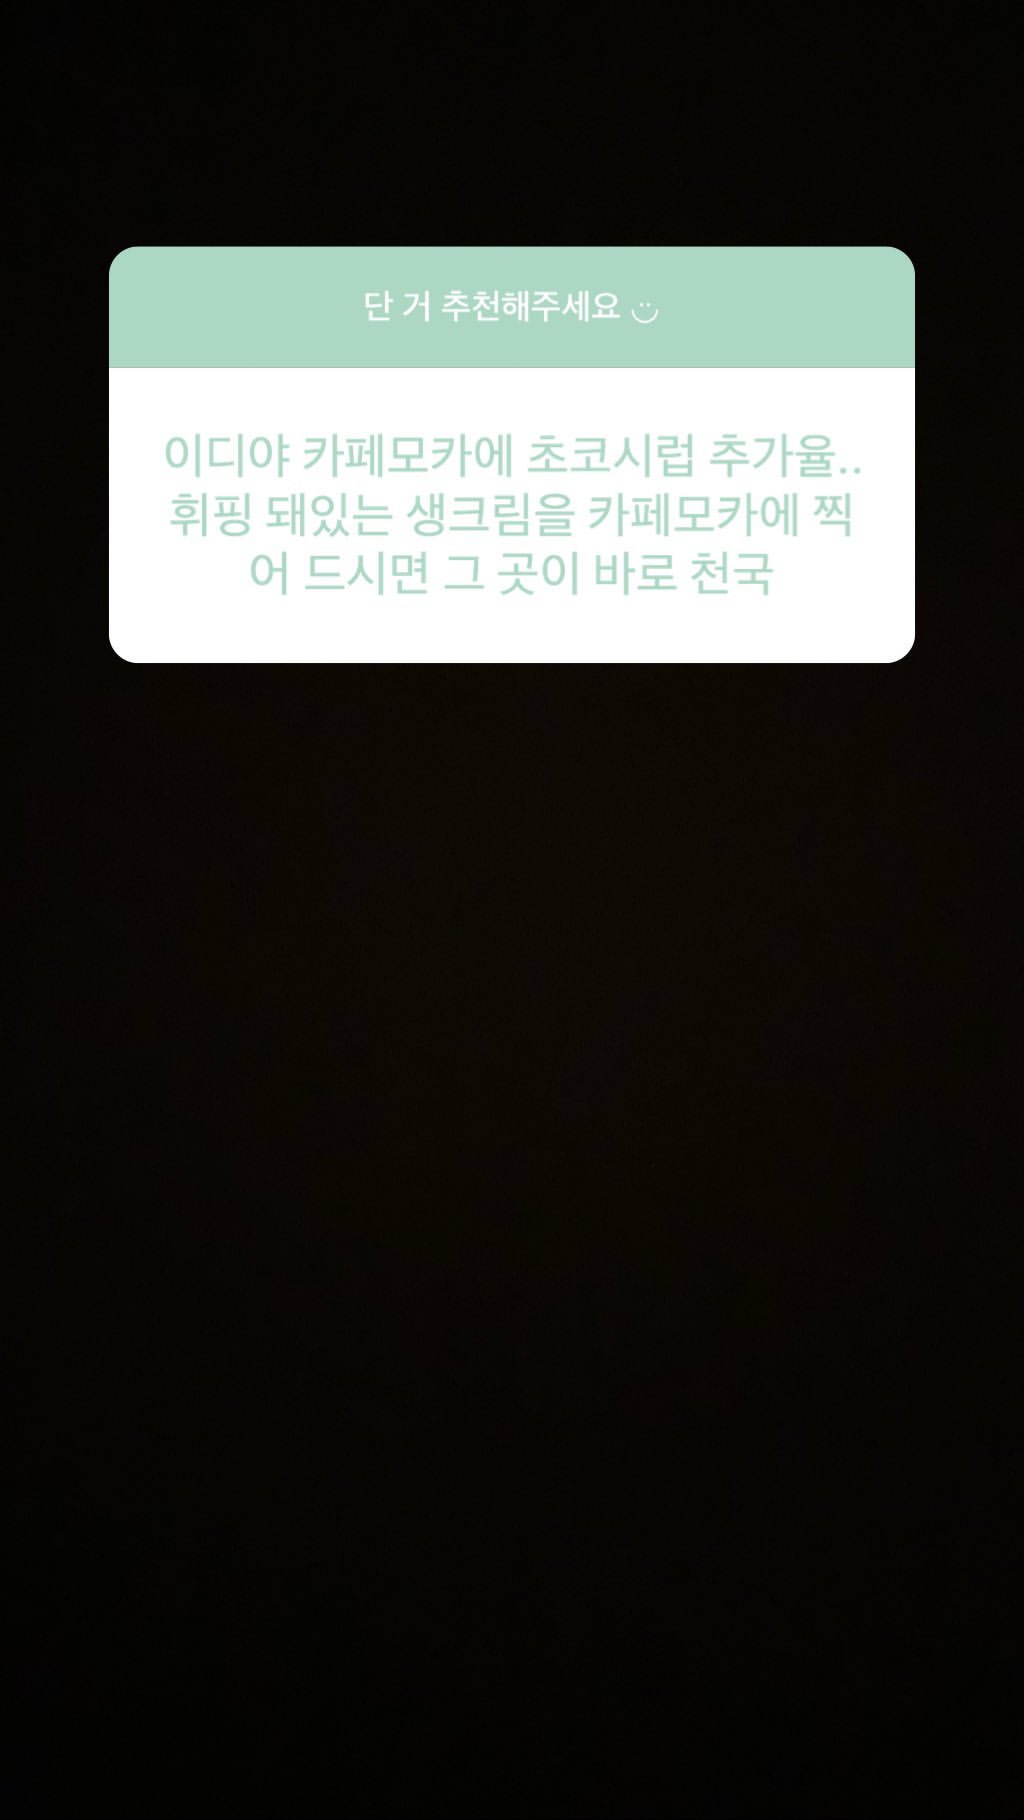 단 거 추천해주세요 ㆅ
이디야 카페모카에 초코시럽 추가율..
휘핑 돼있는 생크림을 카페모카에 찍
어 드시면 그 곳이 바로 천국